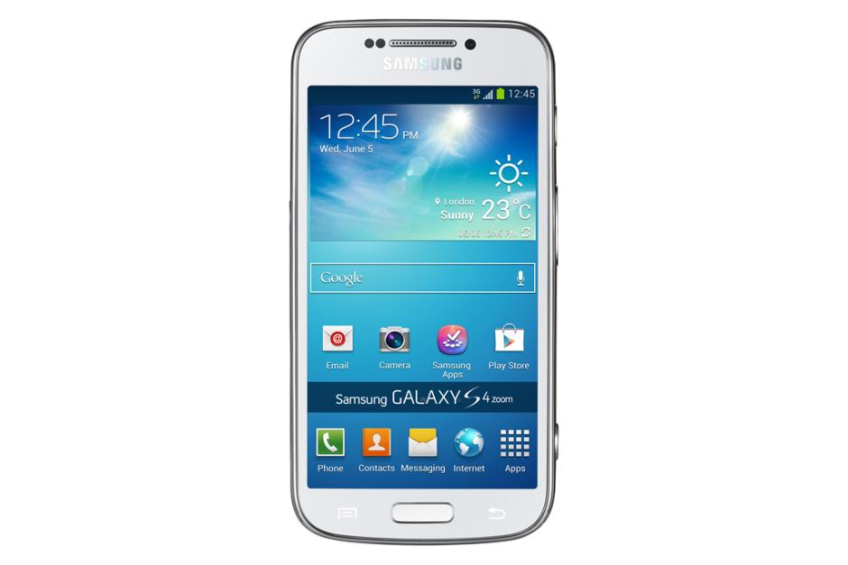 SAMSUNG
3G 12:45
12:45 PM
Wed, June 5
London
Sunny 23°C
Google
Email Camera Samsung Apps Play Store
Samsung GALAXY S4 zoom
Phone Contacts Messaging Internet Apps